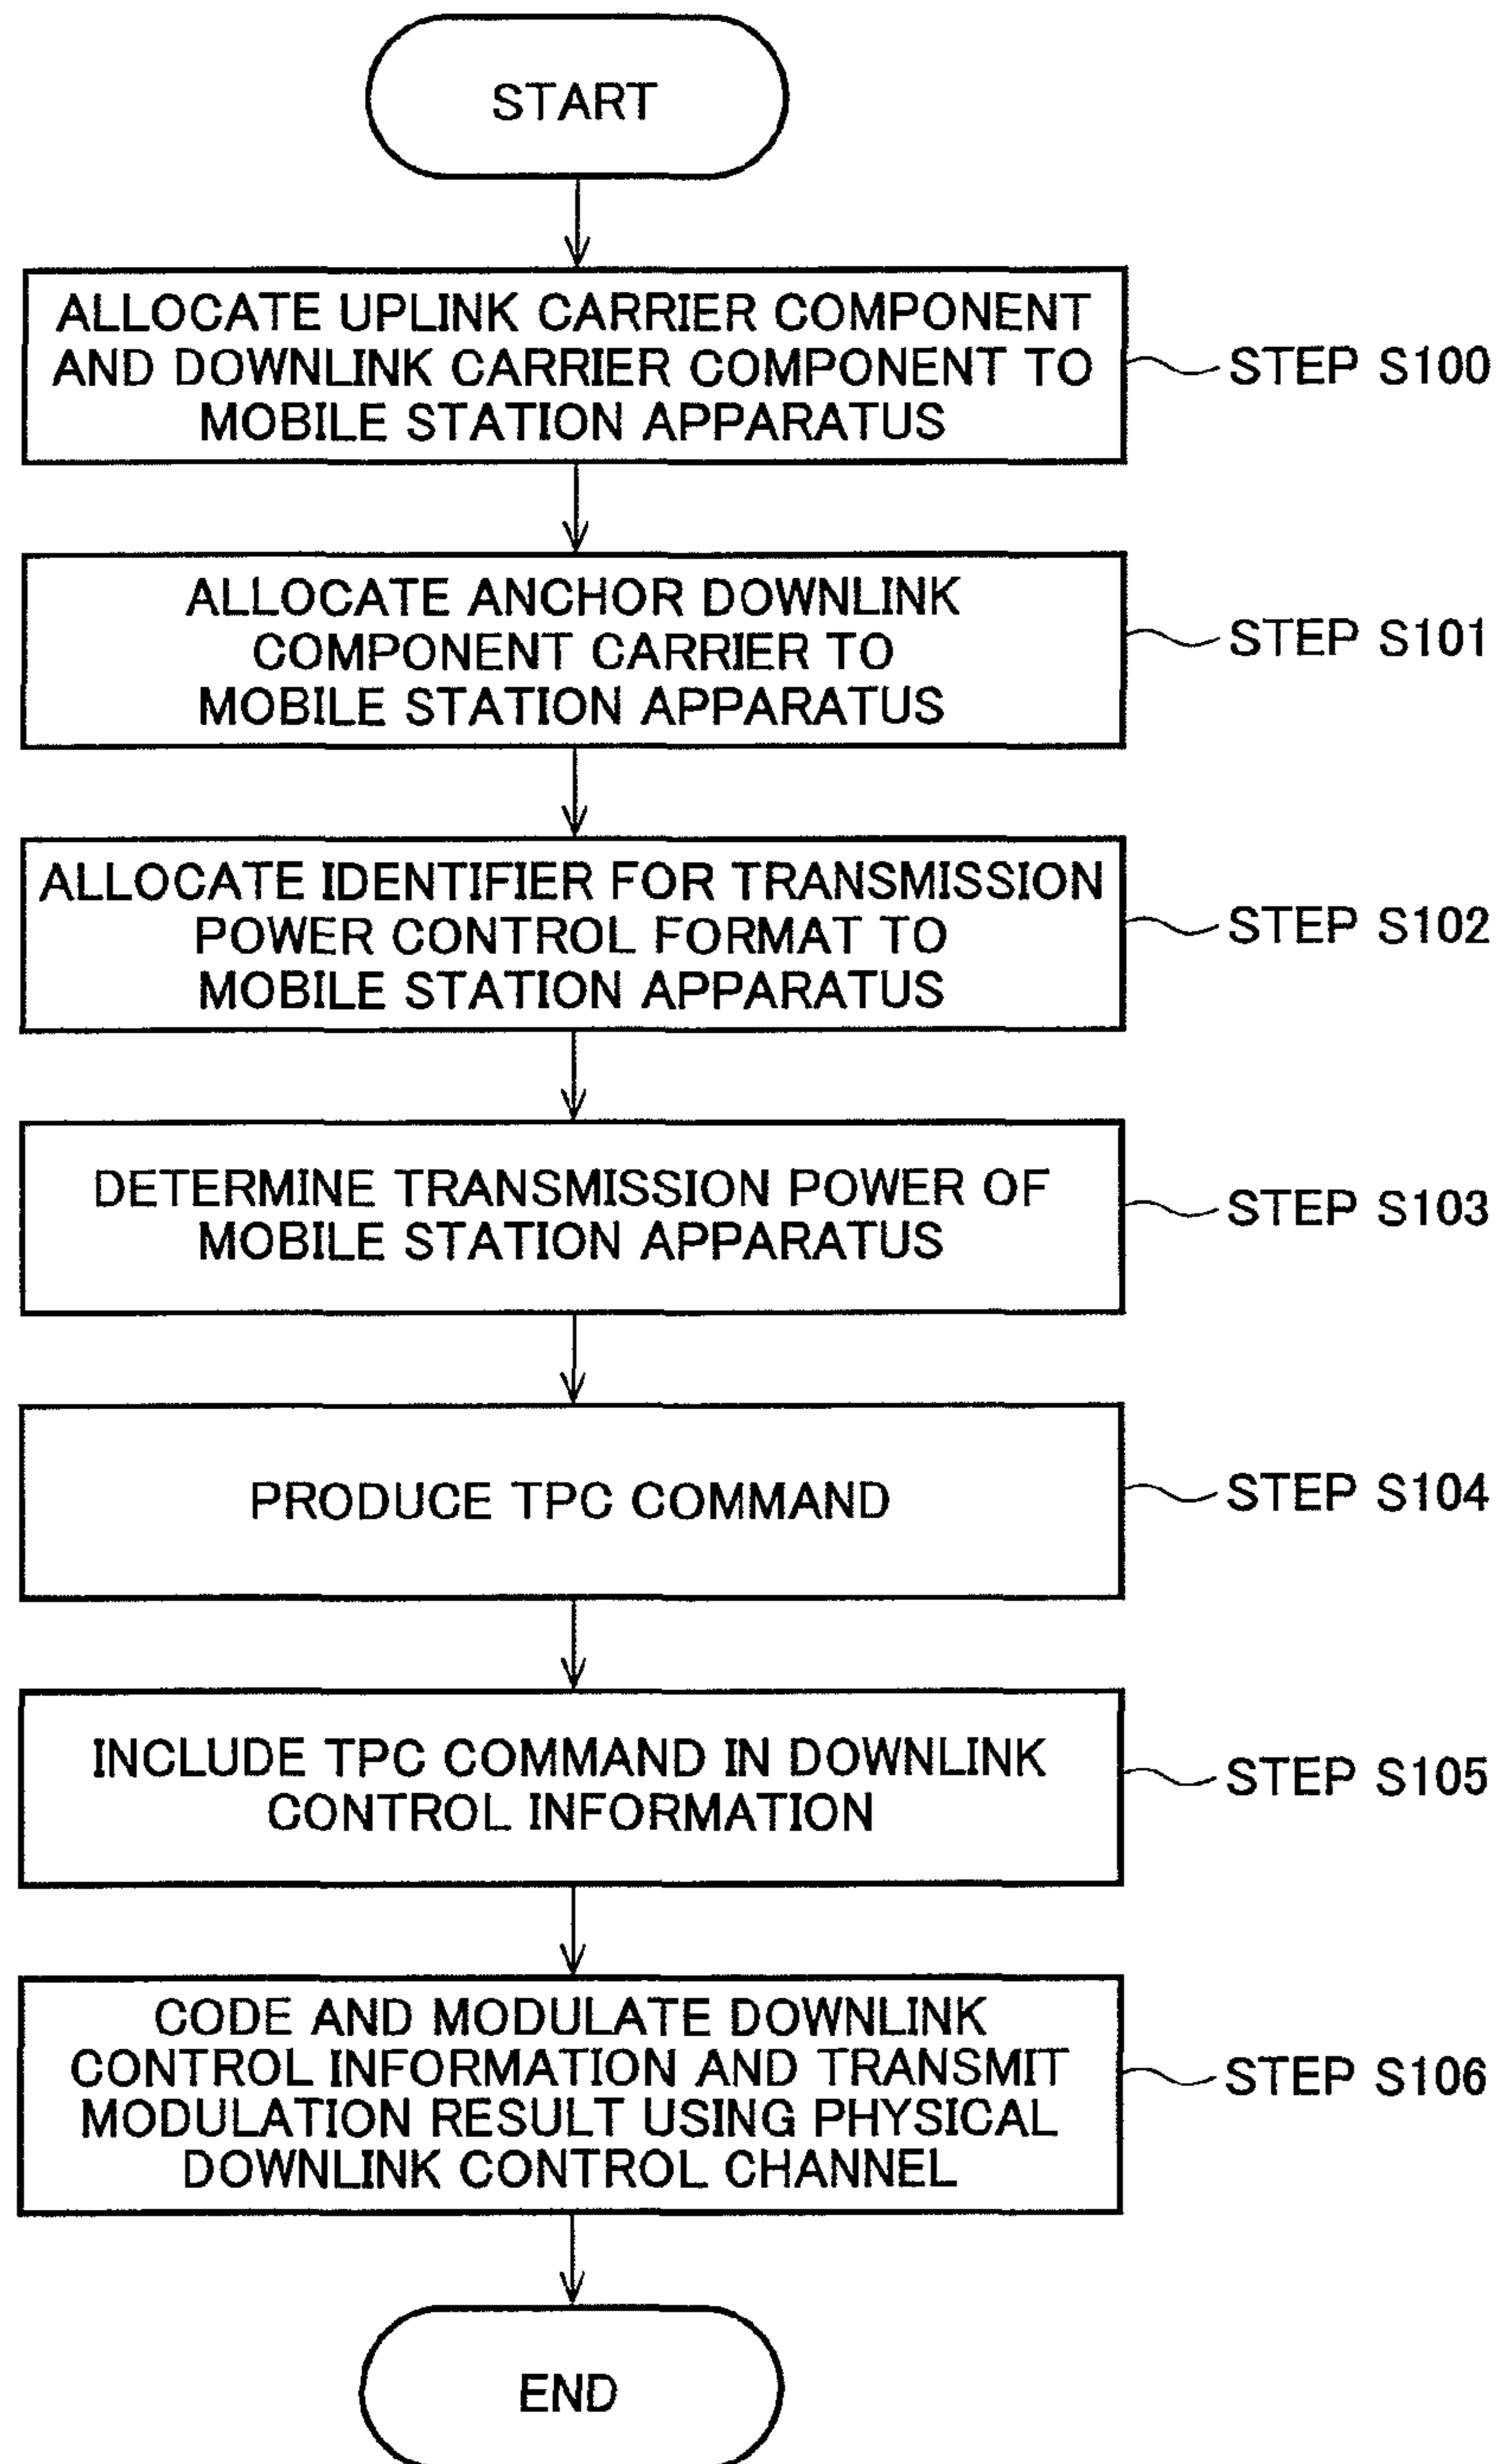 START
ALLOCATE UPLINK CARRIER COMPONENT
AND DOWNLINK CARRIER COMPONENT TO
MOBILE STATION APPARATUS
STEP S100
ALLOCATE ANCHOR DOWNLINK
COMPONENT CARRIER TO
MOBILE STATION APPARATUS
STEP S101
ALLOCATE IDENTIFIER FOR TRANSMISSION
POWER CONTROL FORMAT TO
MOBILE STATION APPARATUS
STEP S102
DETERMINE TRANSMISSION POWER OF
MOBILE STATION APPARATUS
STEP S103
PRODUCE TPC COMMAND
STEP S104
INCLUDE TPC COMMAND IN DOWNLINK
CONTROL INFORMATION
STEP S105
CODE AND MODULATE DOWNLINK
CONTROL INFORMATION AND TRANSMIT
MODULATION RESULT USING PHYSICAL
DOWNLINK CONTROL CHANNEL
STEP S106
END